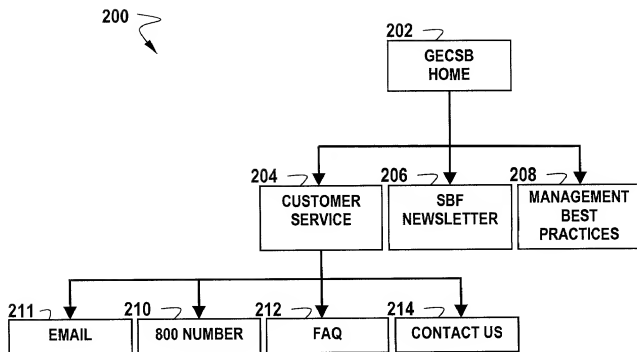 200
202
GECSB
HOME
204
206
208
CUSTOMER
SERVICE
SBF
NEWSLETTER
MANAGEMENT
BEST
PRACTICES
211
210
212
214
EMAIL
800 NUMBER
FAQ
CONTACT US